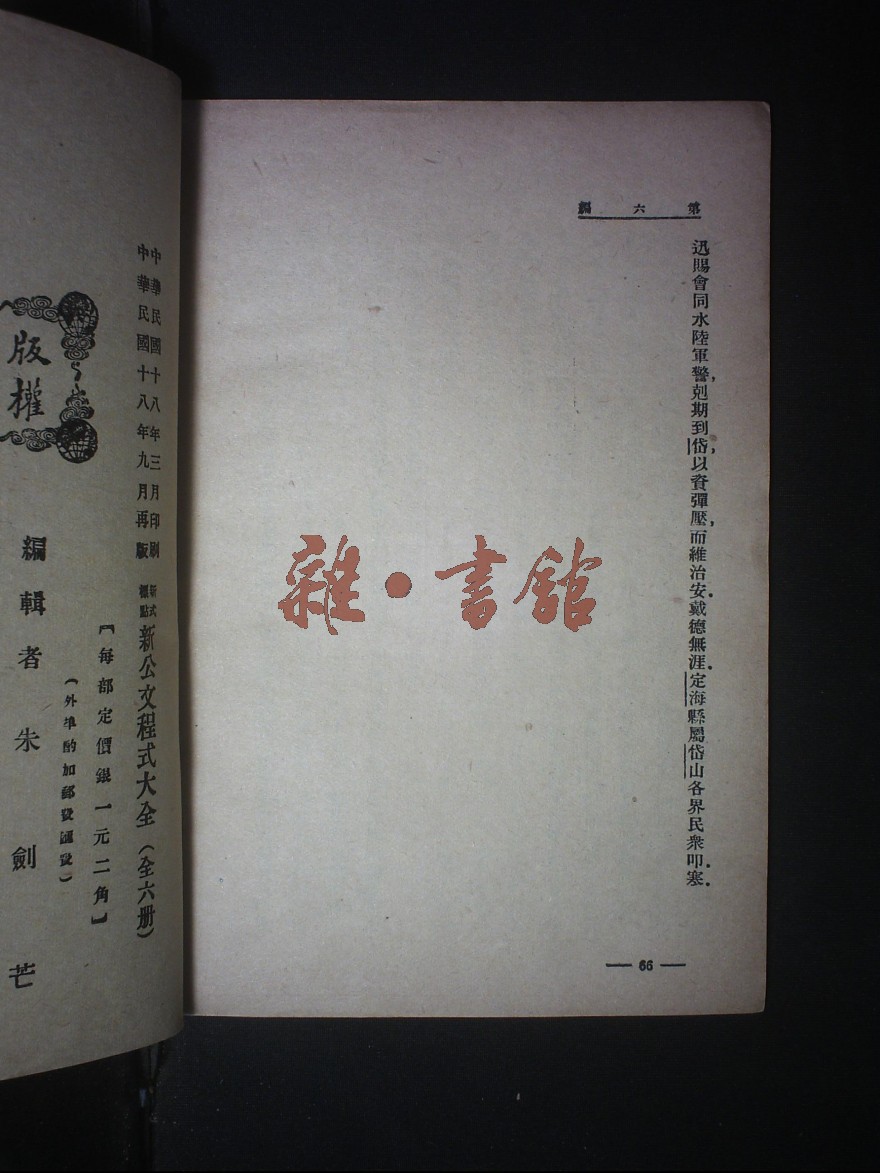 第六編
迅賜會同水陸軍警，剋期到岱，以資彈壓，而維治安．戴德無涯．定海縣屬岱山各界民衆叩．塞．
— 66 —
雜·書館
中華民國十八年三月印刷
中華民國十八年九月再版
新式標點
新公文程式大全（全六册）
【每部定價銀一元二角】
（外埠酌加郵費匯費）
編輯者朱劍芒
版權